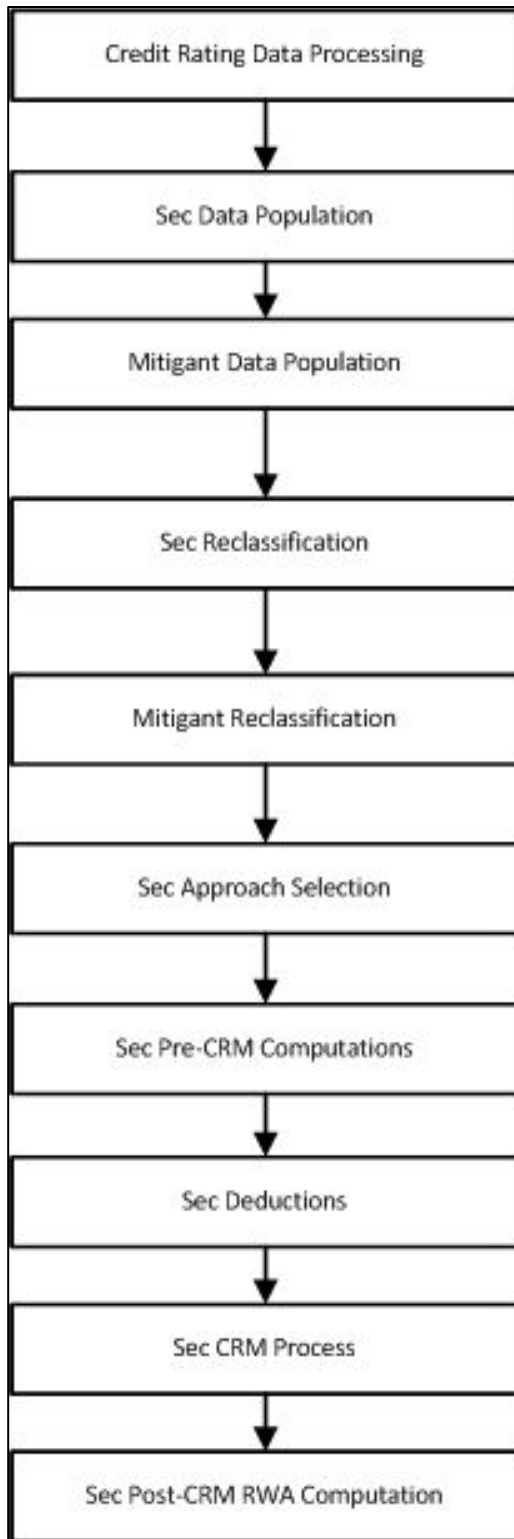 Credit Rating Data Processing
Sec Data Population
Mitigant Data Population
Sec Reclassification
Mitigant Reclassification
Sec Approach Selection
Sec Pre-CRM Computations
Sec Deductions
Sec CRM Process
Sec Post-CRM RWA Computation